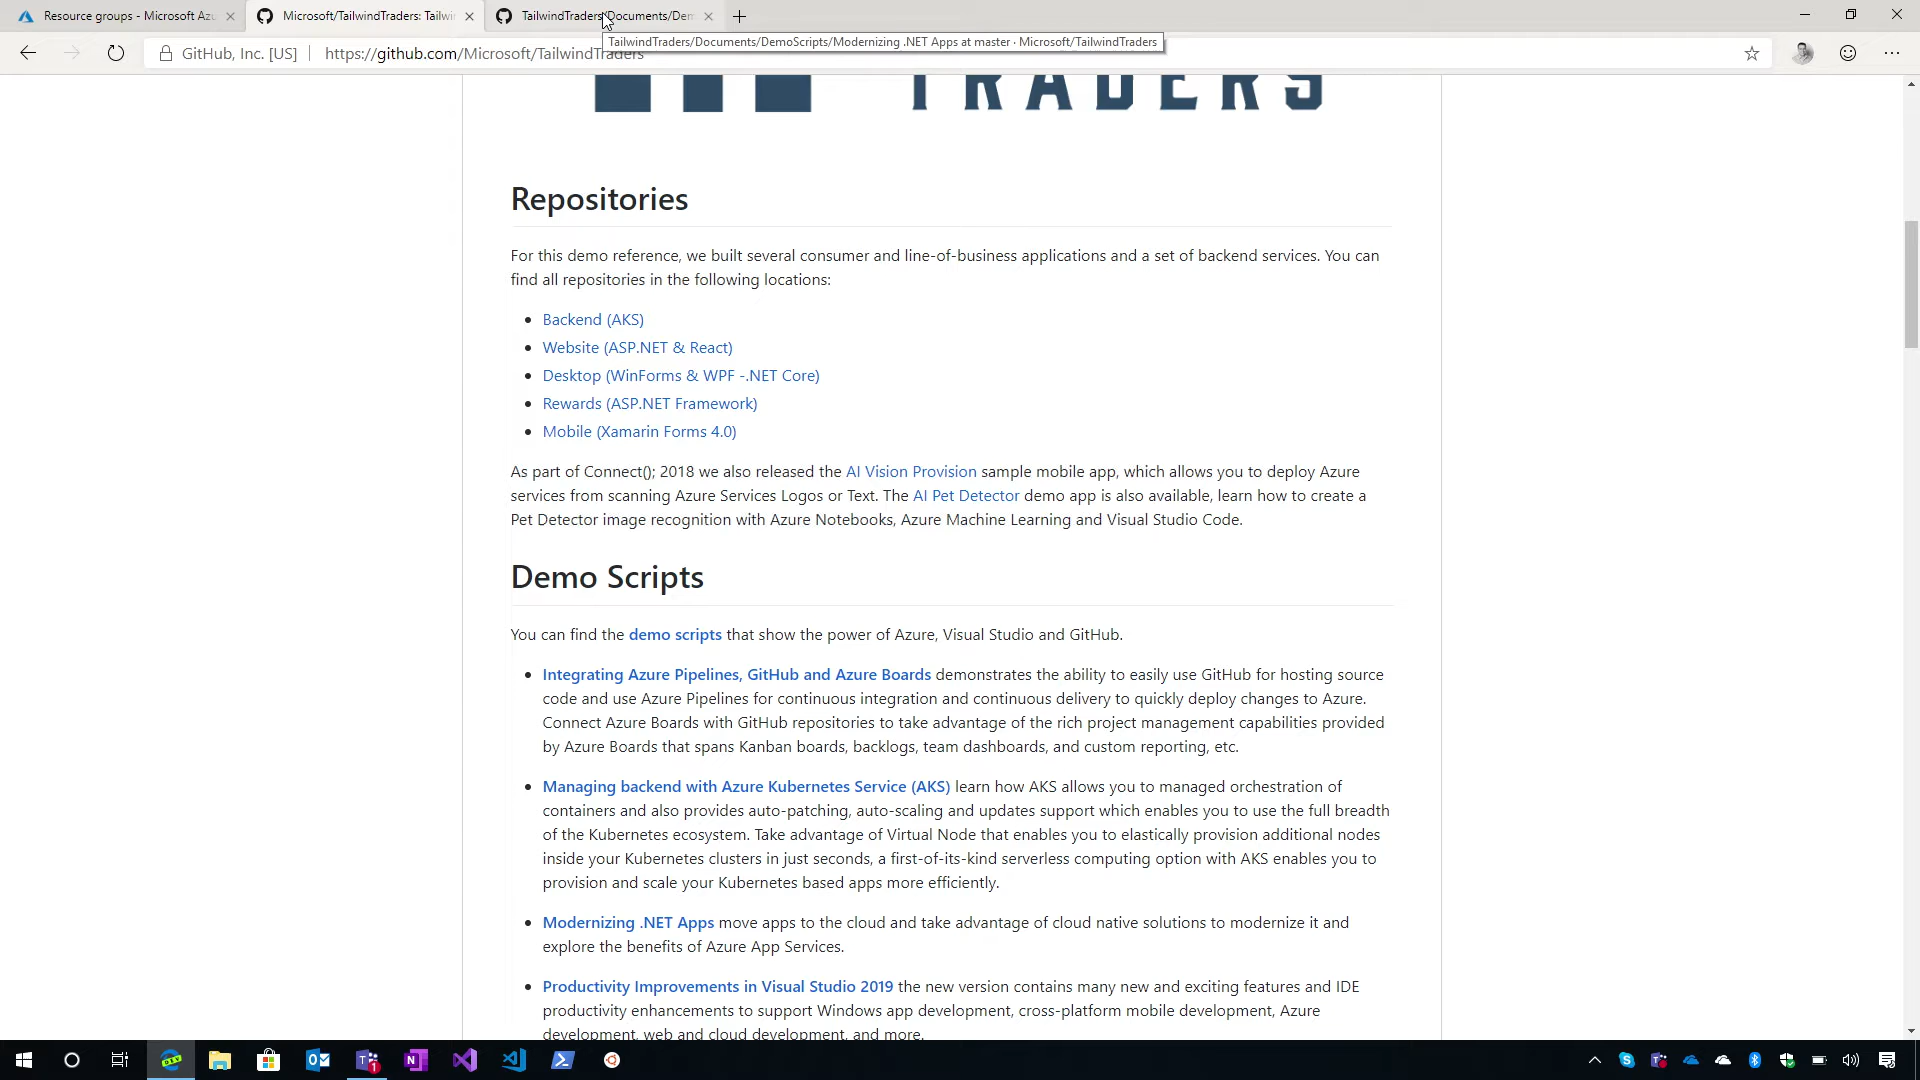 Resource groups - Microsoft Azu
Microsoft/TailwindTraders: Tailwi
TailwindTraders/Documents/Dem
TailwindTraders/Documents/DemoScripts/Modernizing .NET Apps at master · Microsoft/TailwindTraders
GitHub, Inc. [US]
https://github.com/Microsoft/TailwindTraders
TRADERS
Repositories
For this demo reference, we built several consumer and line-of-business applications and a set of backend services. You can
find all repositories in the following locations:
Backend (AKS)
Website (ASP.NET & React)
Desktop (WinForms & WPF -.NET Core)
Rewards (ASP.NET Framework)
Mobile (Xamarin Forms 4.0)
As part of Connect(); 2018 we also released the AI Vision Provision sample mobile app, which allows you to deploy Azure
services from scanning Azure Services Logos or Text. The AI Pet Detector demo app is also available, learn how to create a
Pet Detector image recognition with Azure Notebooks, Azure Machine Learning and Visual Studio Code.
Demo Scripts
You can find the demo scripts that show the power of Azure, Visual Studio and GitHub.
Integrating Azure Pipelines, GitHub and Azure Boards demonstrates the ability to easily use GitHub for hosting source
code and use Azure Pipelines for continuous integration and continuous delivery to quickly deploy changes to Azure.
Connect Azure Boards with GitHub repositories to take advantage of the rich project management capabilities provided
by Azure Boards that spans Kanban boards, backlogs, team dashboards, and custom reporting, etc.
Managing backend with Azure Kubernetes Service (AKS) learn how AKS allows you to managed orchestration of
containers and also provides auto-patching, auto-scaling and updates support which enables you to use the full breadth
of the Kubernetes ecosystem. Take advantage of Virtual Node that enables you to elastically provision additional nodes
inside your Kubernetes clusters in just seconds, a first-of-its-kind serverless computing option with AKS enables you to
provision and scale your Kubernetes based apps more efficiently.
Modernizing .NET Apps move apps to the cloud and take advantage of cloud native solutions to modernize it and
explore the benefits of Azure App Services.
Productivity Improvements in Visual Studio 2019 the new version contains many new and exciting features and IDE
productivity enhancements to support Windows app development, cross-platform mobile development, Azure
development, web and cloud development, and more.